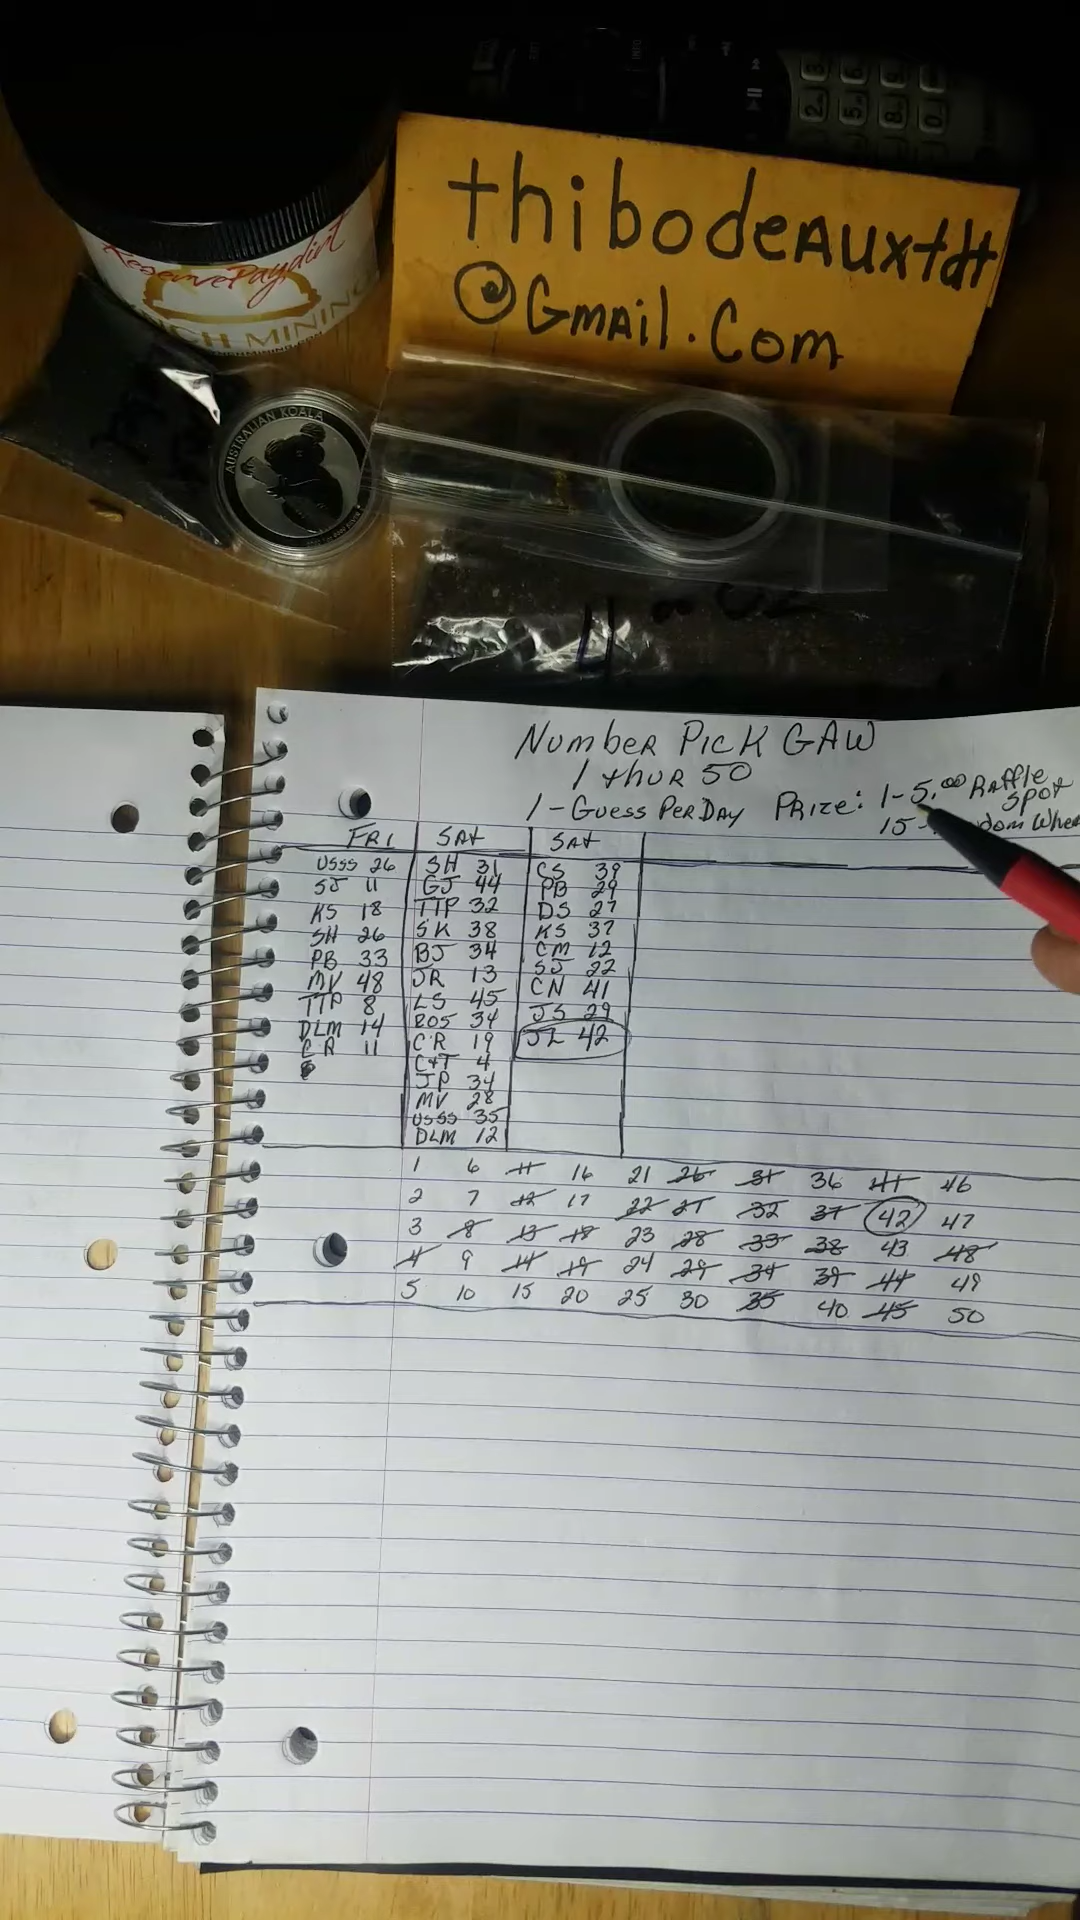 thibodeauxtdt
@Gmail.com
Reserve Paydirt
MINING
AUSTRALIAN KOALA
Number Pick GAW
1 thur 50
1 - Guess Per Day Prize: 1 - 5.00 Raffle Spot
15 -
FRI SAt SAt
USSS 26 SH 31 CS 39
SJ 11 GJ 44 PB 29
KS 18 TTP 32 DS 27
SH 26 SK 38 KS 37
PB 33 BJ 34 CM 12
MV 48 JR 13 SJ 22
TTP 8 LS 45 CN 41
DLM 14 ROS 34 JS 29
CR 11 CR 19 JL 42
C+T 4
JP 34
MV 28
USSS 35
DLM 12
1 6 11 16 21 26 31 36 41 46
2 7 12 17 22 27 32 37 42 47
3 8 13 18 23 28 33 38 43 48
4 9 14 19 24 29 34 39 44 49
5 10 15 20 25 30 35 40 45 50